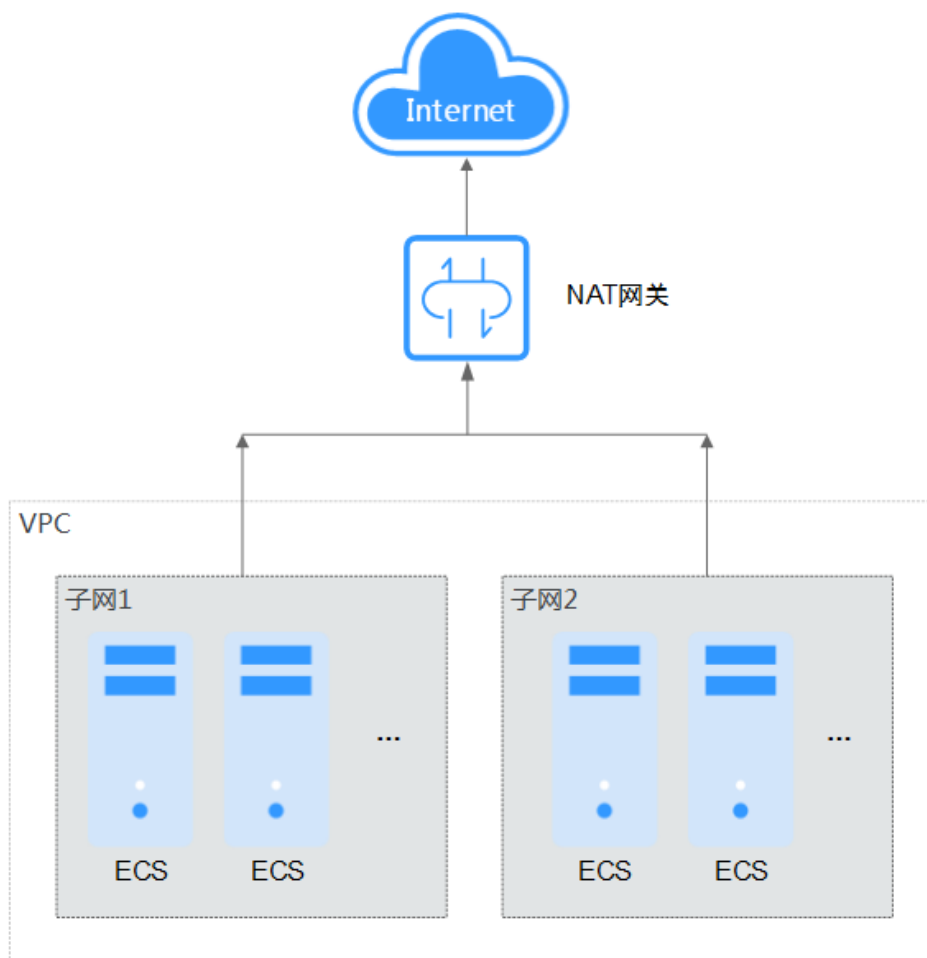 Internet
NAT网关
VPC
子网1
子网2
...
...
ECS
ECS
ECS
ECS